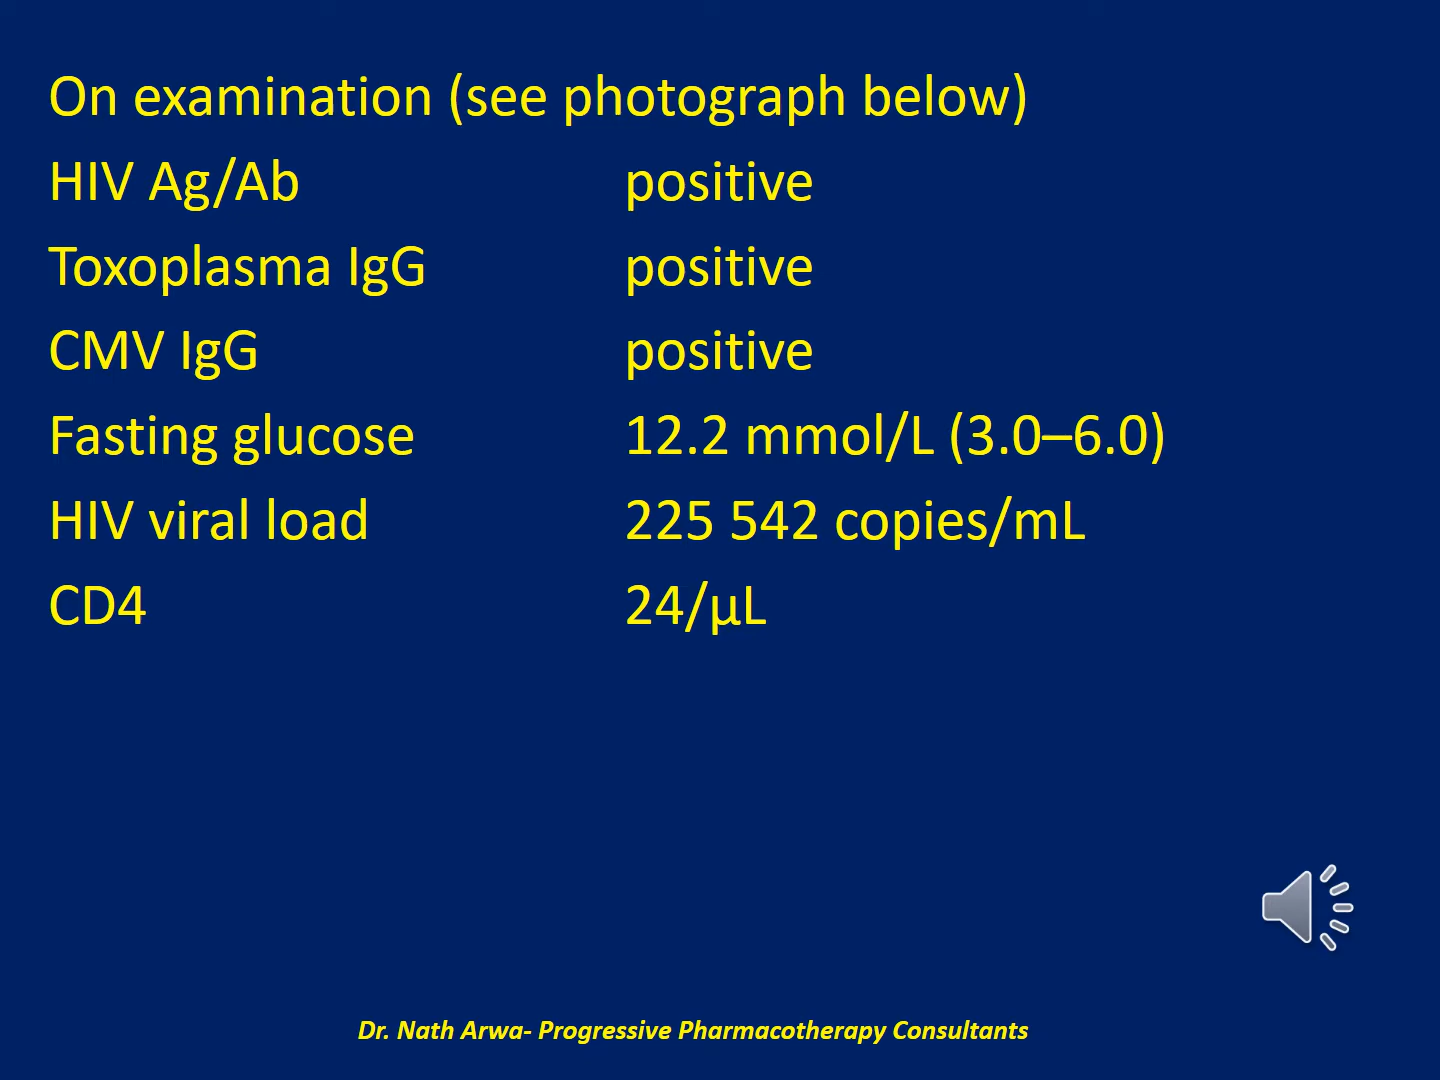 On examination (see photograph below)
HIV Ag/Ab positive
Toxoplasma IgG positive
CMV IgG positive
Fasting glucose 12.2 mmol/L (3.0–6.0)
HIV viral load 225 542 copies/mL
CD4 24/µL
Dr. Nath Arwa- Progressive Pharmacotherapy Consultants